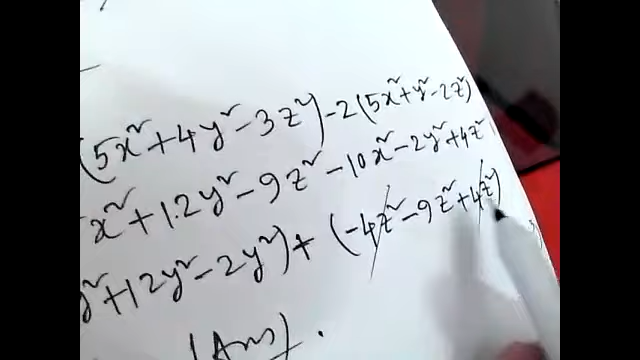 (5x²+4y²-3z²)-2(5x²+y²-2z²)
x²+12y²-9z²-10x²-2y²+4z²
y²+12y²-2y²)+(-4z²-9z²+4z²)
(Ans).